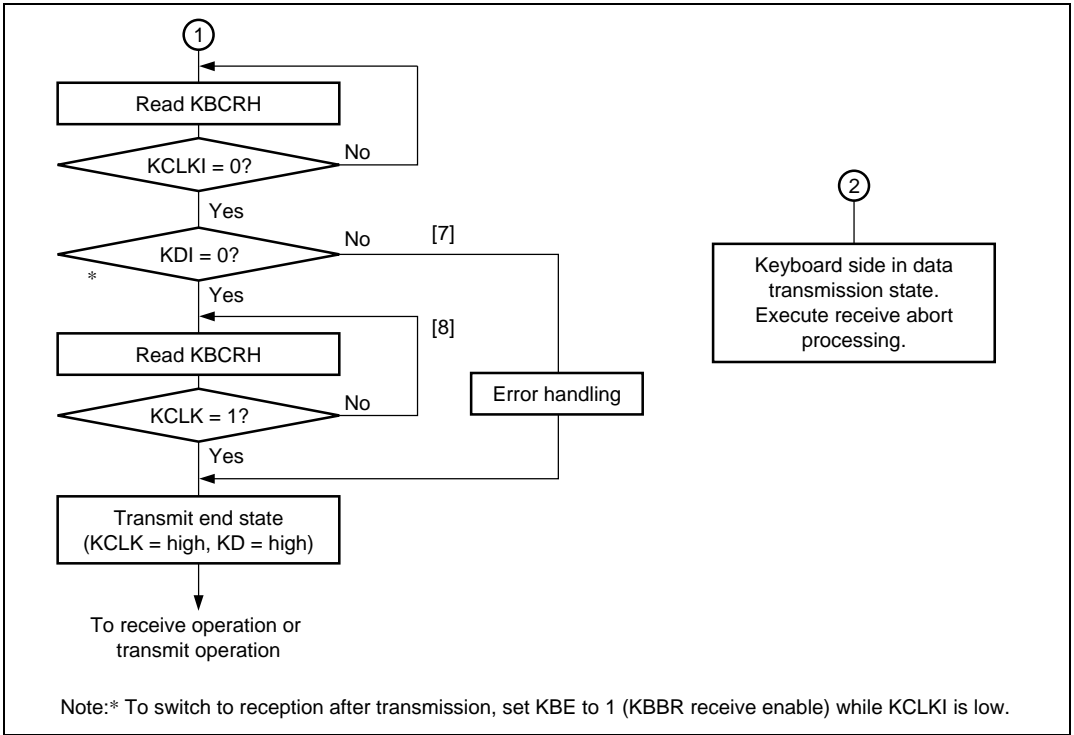 1
Read KBCRH
KCLKI = 0?
No
Yes
KDI = 0?
No
[7]
*
Yes
[8]
Read KBCRH
KCLK = 1?
No
Error handling
Yes
Transmit end state
(KCLK = high, KD = high)
To receive operation or
transmit operation
2
Keyboard side in data
transmission state.
Execute receive abort
processing.
Note:* To switch to reception after transmission, set KBE to 1 (KBBR receive enable) while KCLKI is low.